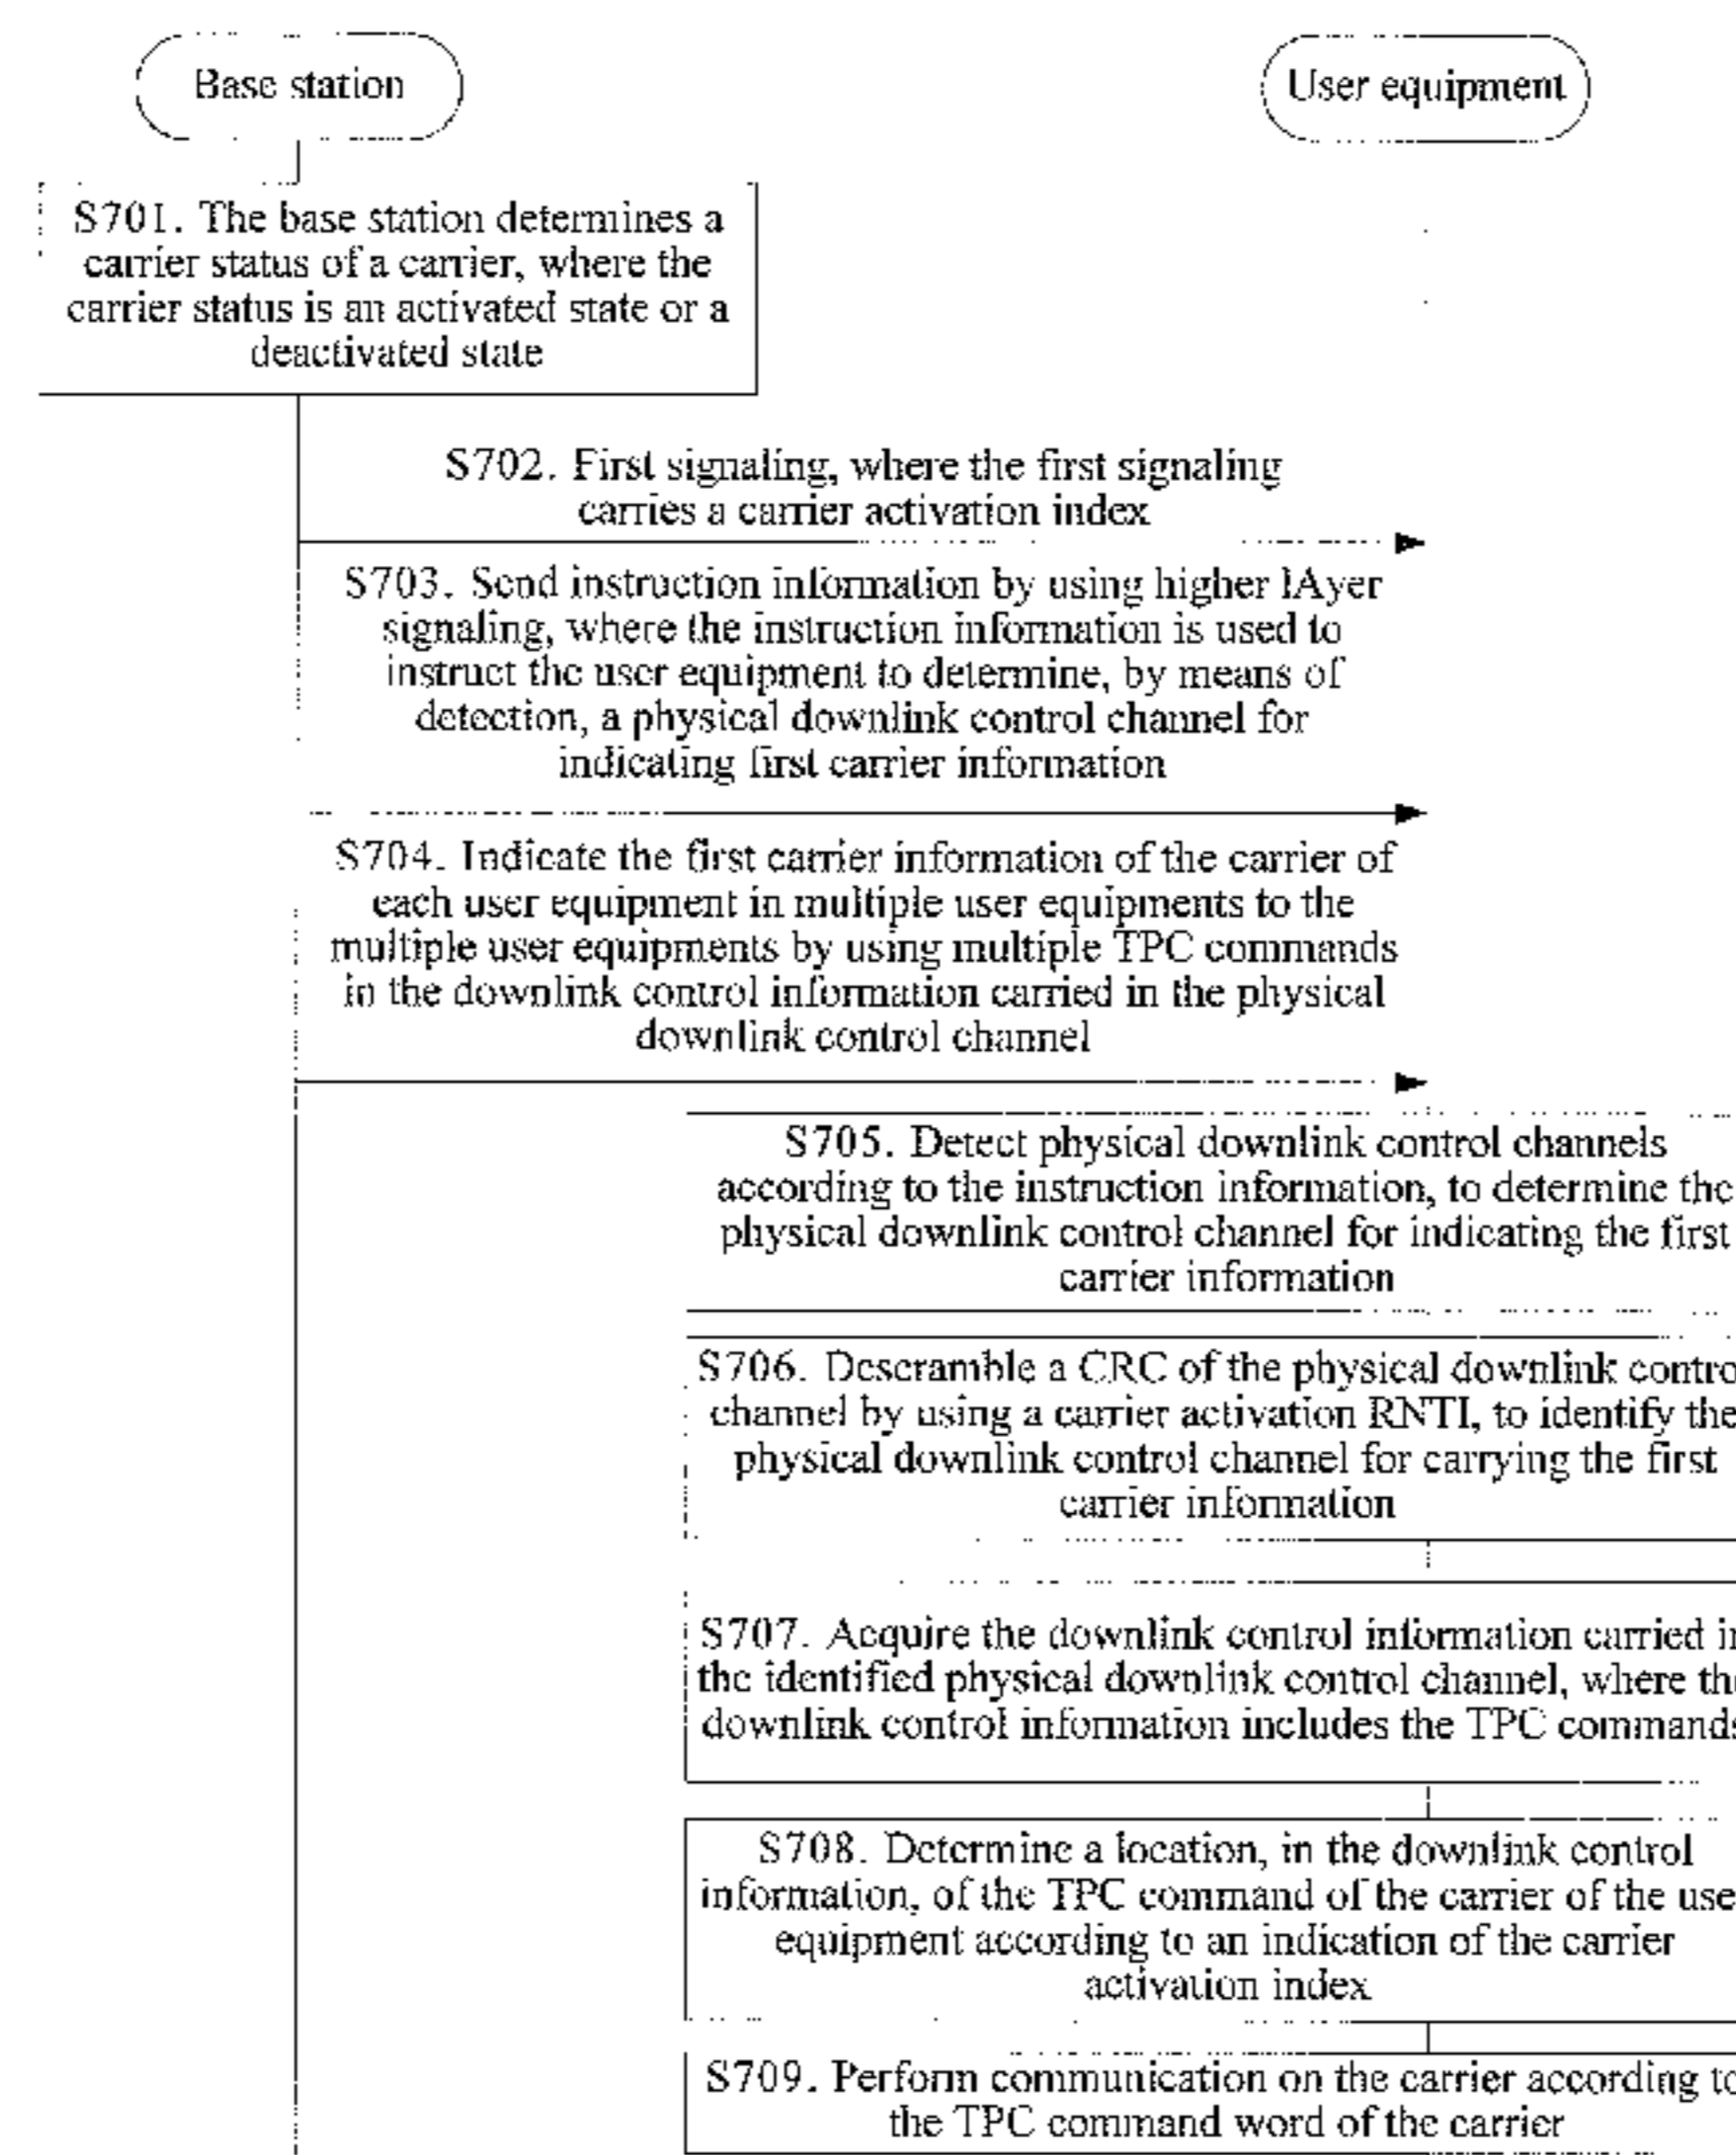 Base station
User equipment
S701. The base station determines a
carrier status of a carrier, where the
carrier status is an activated state or a
deactivated state
S702. First signaling, where the first signaling
carries a carrier activation index
S703. Send instruction information by using higher lAyer
signaling, where the instruction information is used to
instruct the user equipment to determine, by means of
detection, a physical downlink control channel for
indicating first carrier information
S704. Indicate the first carrier information of the carrier of
each user equipment in multiple user equipments to the
multiple user equipments by using multiple TPC commands
in the downlink control information carried in the physical
downlink control channel
S705. Detect physical downlink control channels
according to the instruction information, to determine the
physical downlink control channel for indicating the first
carrier information
S706. Descramble a CRC of the physical downlink contro
channel by using a carrier activation RNTI, to identify the
physical downlink control channel for carrying the first
carrier information
S707. Acquire the downlink control information carried in
the identified physical downlink control channel, where the
downlink control information includes the TPC commands
S708. Determine a location, in the downlink control
information, of the TPC command of the carrier of the use
equipment according to an indication of the carrier
activation index
S709. Perform communication on the carrier according to
the TPC command word of the carrier